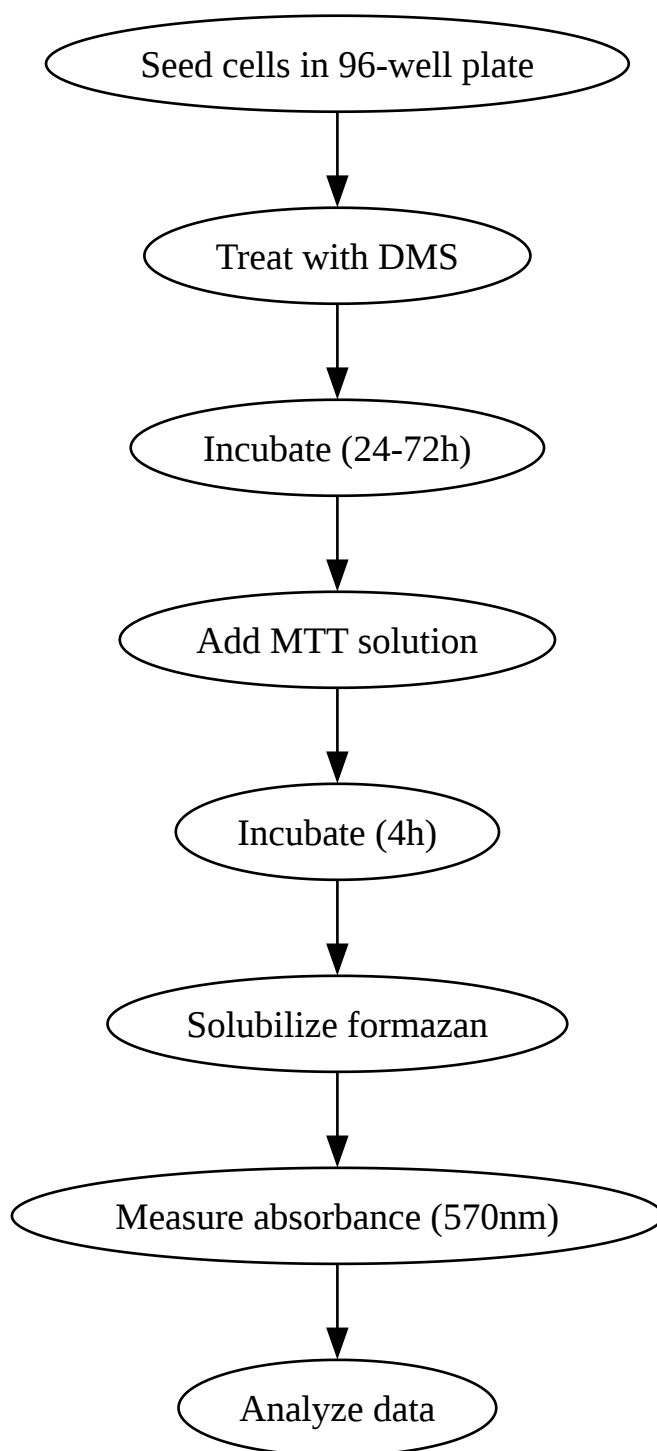 Seed cells in 96-well plate
Treat with DMS
Incubate (24-72h)
Add MTT solution
Incubate (4h)
Solubilize formazan
Measure absorbance (570nm)
Analyze data